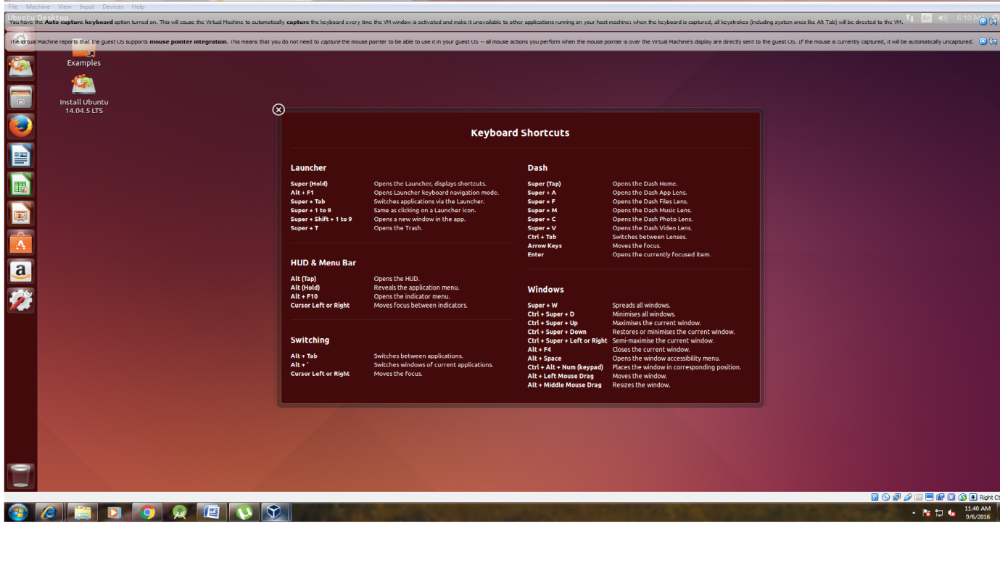 File Machine View Input Devices Help
Ubuntu Desktop
En 6:10 AM
You have the Auto capture keyboard option turned on. This will cause the Virtual Machine to automatically capture the keyboard every time the VM window is activated and make it unavailable to other applications running on your host machine: when the keyboard is captured, all keystrokes (including system ones like Alt Tab) will be directed to the VM.
The Virtual Machine reports that the guest OS supports mouse pointer integration. This means that you do not need to capture the mouse pointer to be able to use it in your guest OS -- all mouse actions you perform when the mouse pointer is over the Virtual Machine's display are directly sent to the guest OS. If the mouse is currently captured, it will be automatically uncaptured.
Examples
Install Ubuntu
14.04.5 LTS
Keyboard Shortcuts
Launcher
Super (Hold) Opens the Launcher, displays shortcuts.
Alt + F1 Opens Launcher keyboard navigation mode.
Super + Tab Switches applications via the Launcher.
Super + 1 to 9 Same as clicking on a Launcher icon.
Super + Shift + 1 to 9 Opens a new window in the app.
Super + T Opens the Trash.
HUD & Menu Bar
Alt (Tap) Opens the HUD.
Alt (Hold) Reveals the application menu.
Alt + F10 Opens the indicator menu.
Cursor Left or Right Moves focus between indicators.
Switching
Alt + Tab Switches between applications.
Alt + ` Switches windows of current applications.
Cursor Left or Right Moves the focus.
Dash
Super (Tap) Opens the Dash Home.
Super + A Opens the Dash App Lens.
Super + F Opens the Dash Files Lens.
Super + M Opens the Dash Music Lens.
Super + C Opens the Dash Photo Lens.
Super + V Opens the Dash Video Lens.
Ctrl + Tab Switches between Lenses.
Arrow Keys Moves the focus.
Enter Opens the currently focused item.
Windows
Super + W Spreads all windows.
Ctrl + Super + D Minimises all windows.
Ctrl + Super + Up Maximises the current window.
Ctrl + Super + Down Restores or minimises the current window.
Ctrl + Super + Left or Right Semi-maximise the current window.
Alt + F4 Closes the current window.
Alt + Space Opens the window accessibility menu.
Ctrl + Alt + Num (keypad) Places the window in corresponding position.
Alt + Left Mouse Drag Moves the window.
Alt + Middle Mouse Drag Resizes the window.
Right Ct
11:40 AM
9/6/2016